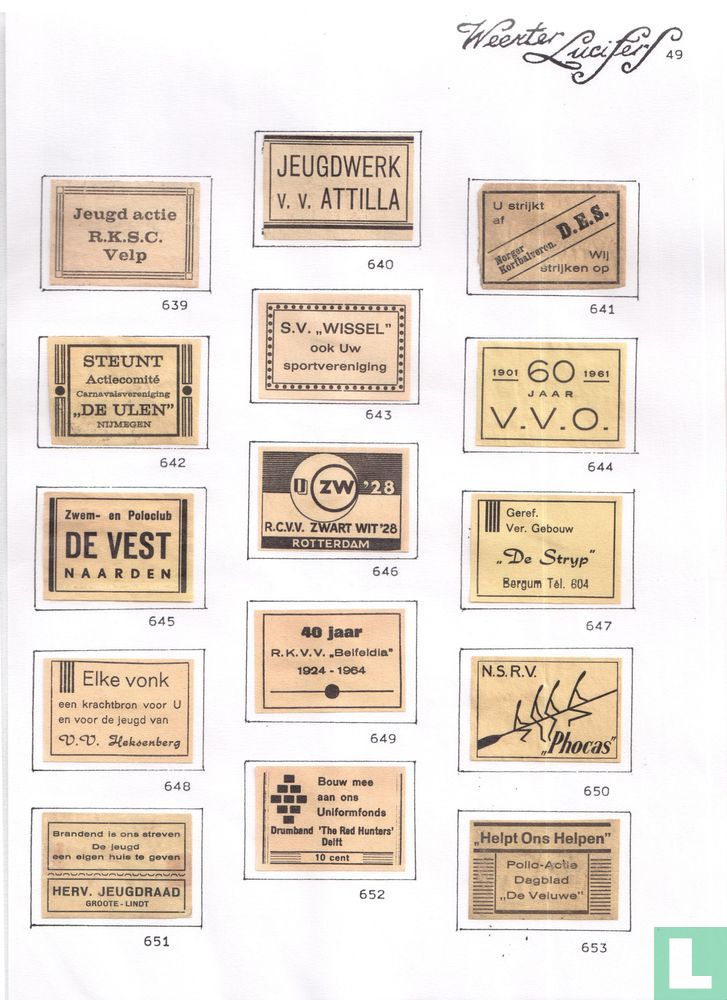 Weerter Lucifers 49
Jeugd actie
R.K.S.C.
Velp
639
JEUGDWERK
v. v. ATTILLA
640
U strijkt
af
Norger
Korfbalveren. D.E.S.
Wij
strijken op
641
STEUNT
Actiecomité
Carnavalsvereniging
„DE ULEN"
NIJMEGEN
642
S.V. „WISSEL"
ook Uw
sportvereniging
643
1901 60 1961
JAAR
V.V.O.
644
Zwem- en Poloclub
DE VEST
NAARDEN
645
ZW '28
R.C.V.V. ZWART WIT '28
ROTTERDAM
646
Geref.
Ver. Gebouw
„De Stryp"
Bergum Tel. 604
647
Elke vonk
een krachtbron voor U
en voor de jeugd van
V.V. Heksenberg
648
40 jaar
R.K.V.V. „Belfeldia"
1924 - 1964
649
N.S.R.V.
„Phocas"
650
Brandend is ons streven
De jeugd
een eigen huis te geven
HERV. JEUGDRAAD
GROOTE - LINDT
651
Bouw mee
aan ons
Uniformfonds
Drumband 'The Red Hunters'
Delft
10 cent
652
„Helpt Ons Helpen"
Polio-Actie
Dagblad
„De Veluwe"
653
L